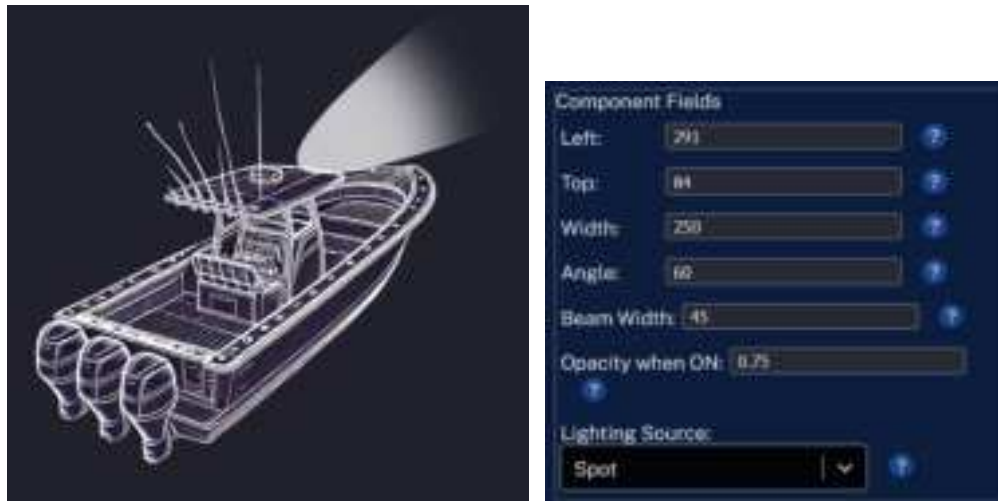 Component Fields
Left: 291 ?
Top: 84 ?
Width: 250 ?
Angle: 60 ?
Beam Width: 45 ?
Opacity when ON: 0.75
?
Lighting Source:
Spot ?